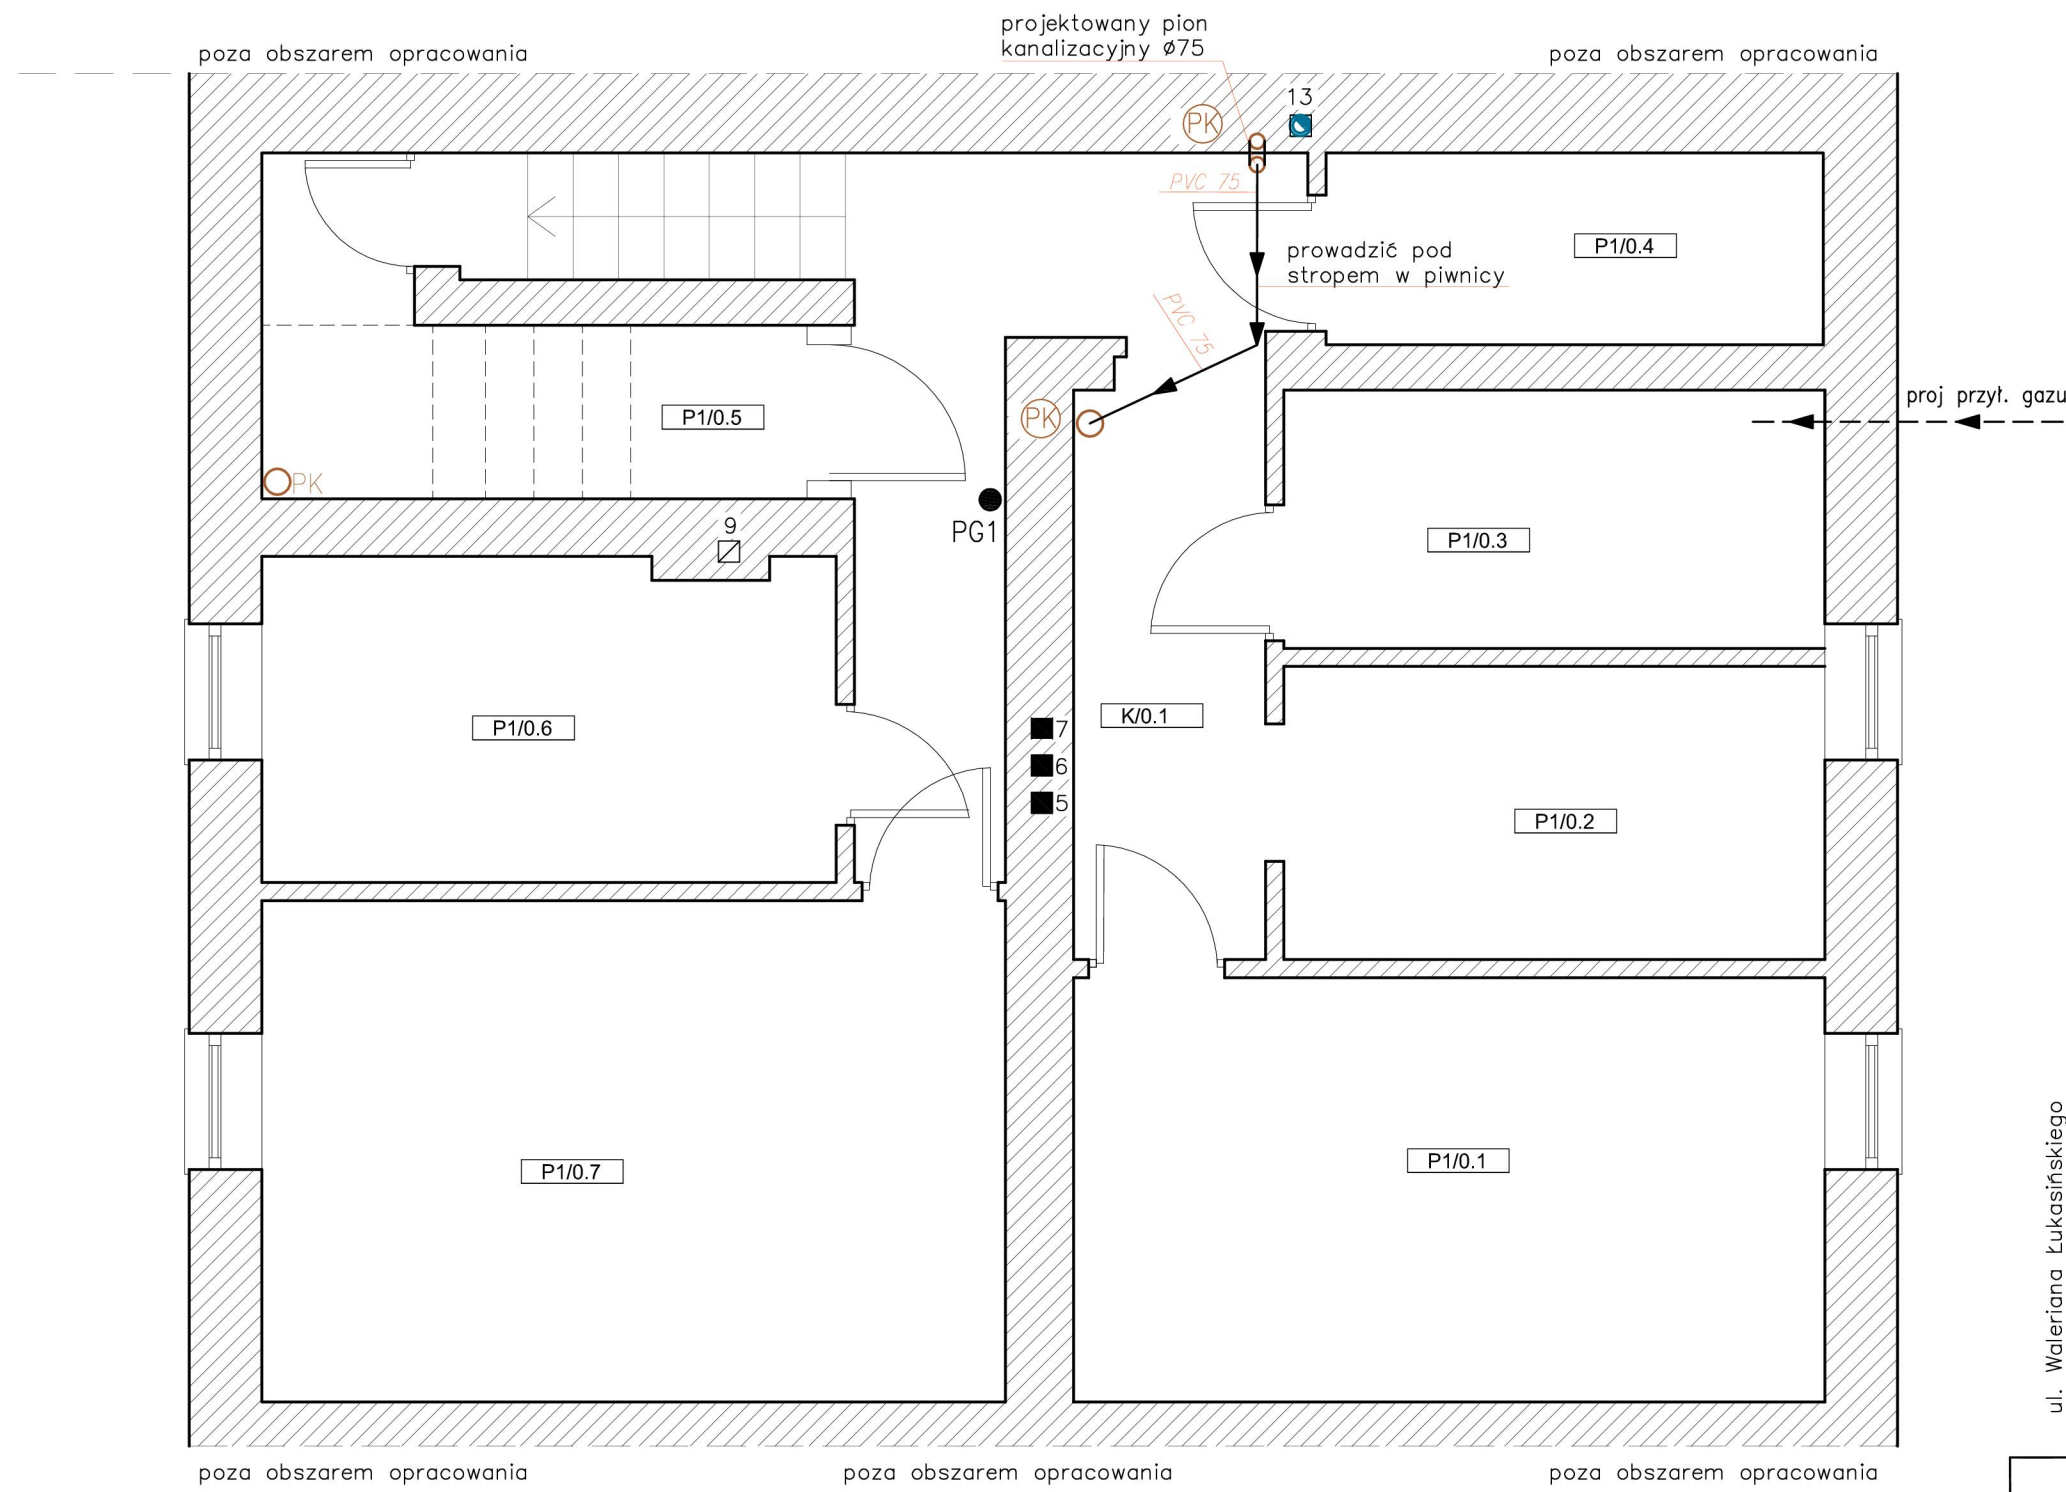 projektowany pion
kanalizacyjny ø75
poza obszarem opracowania
poza obszarem opracowania
13
PK
PVC 75
prowadzić pod
stropem w piwnicy
P1/0.4
PVC 75
proj przył. gazu
P1/0.5
PK
PK
9
PG1
P1/0.3
P1/0.6
K/0.1
7
6
5
P1/0.2
P1/0.7
P1/0.1
ul. Waleriana Łukasińskiego
poza obszarem opracowania
poza obszarem opracowania
poza obszarem opracowania